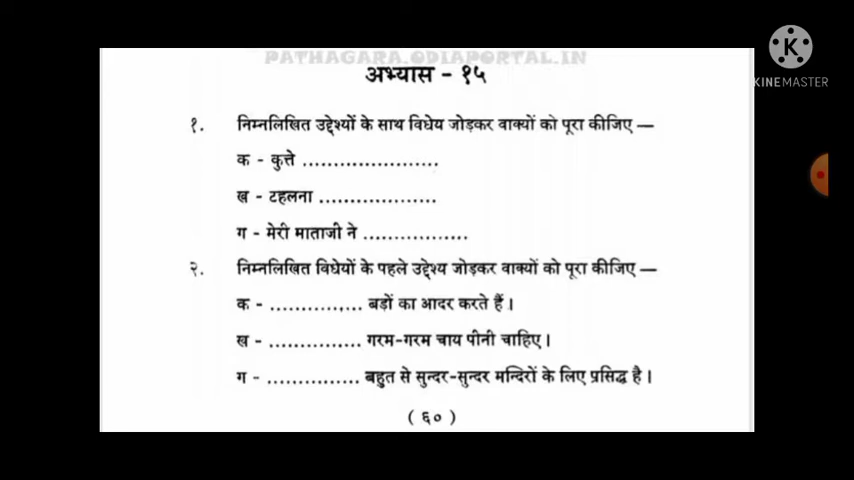 PATHAGARA.ODIAPORTAL.IN
K
KINEMASTER
अभ्यास - १५
१. निम्नलिखित उद्देश्यों के साथ विधेय जोड़कर वाक्यों को पूरा कीजिए —
क - कुत्ते ......................
ख - टहलना ...................
ग - मेरी माताजी ने .................
२. निम्नलिखित विधेयों के पहले उद्देश्य जोड़कर वाक्यों को पूरा कीजिए —
क - ...........,... बड़ों का आदर करते हैं ।
ख - ............... गरम-गरम चाय पीनी चाहिए ।
ग - ............... बहुत से सुन्दर-सुन्दर मन्दिरों के लिए प्रसिद्ध है ।
( ६० )